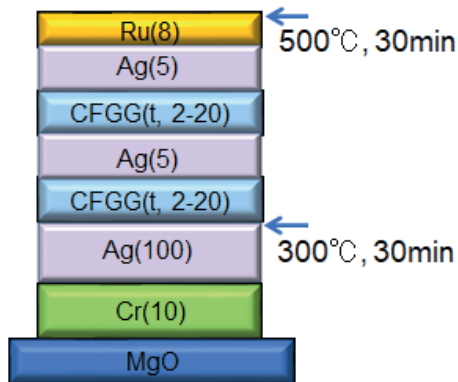 Ru(8)
500℃, 30min
Ag(5)
CFGG(t, 2-20)
Ag(5)
CFGG(t, 2-20)
Ag(100)
300℃, 30min
Cr(10)
MgO